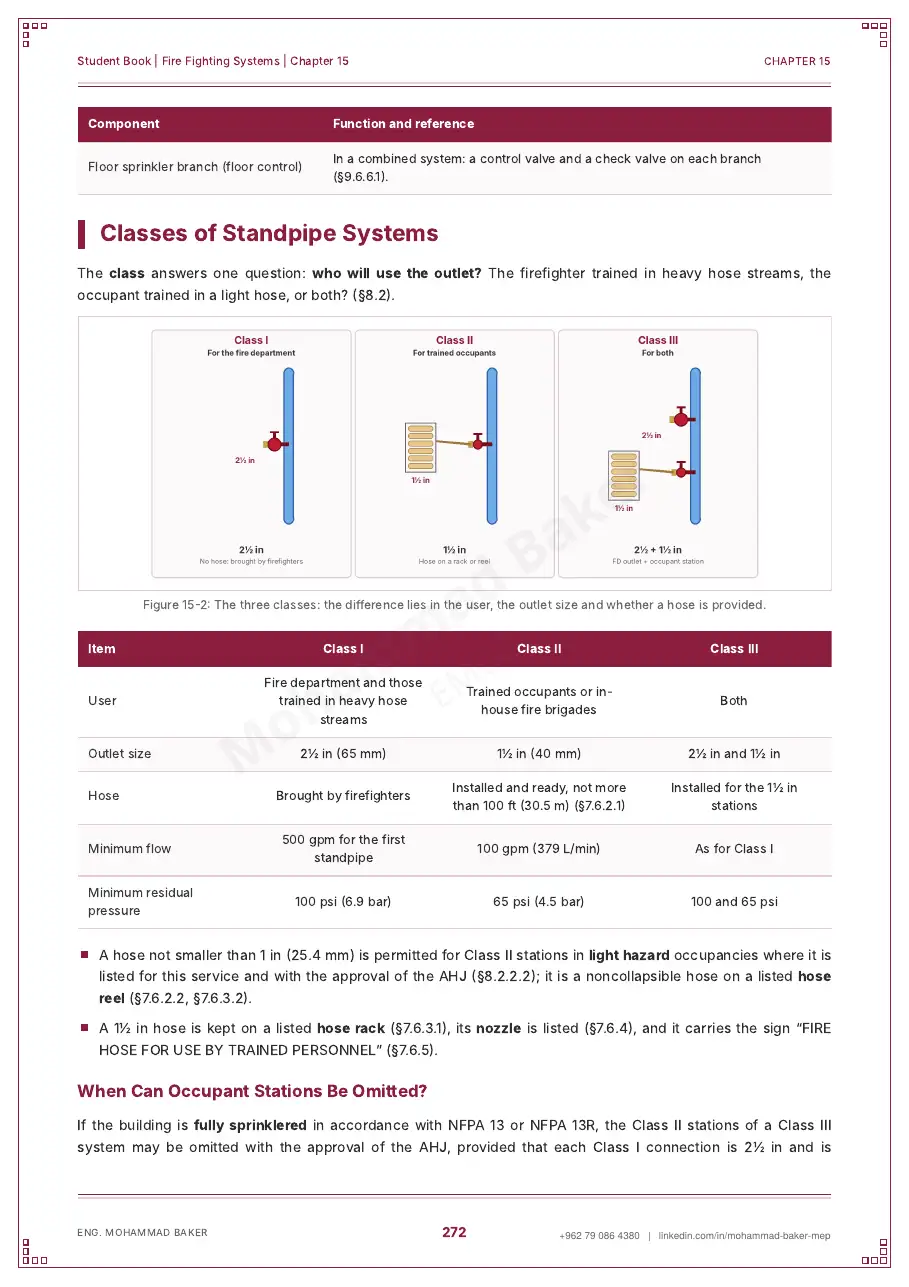 Student Book | Fire Fighting Systems | Chapter 15
CHAPTER 15
Component
Function and reference
Floor sprinkler branch (floor control)
In a combined system: a control valve and a check valve on each branch
(§9.6.6.1).
Classes of Standpipe Systems
The class answers one question: who will use the outlet? The firefighter trained in heavy hose streams, the
occupant trained in a light hose, or both? (§8.2).
Class I
For the fire department
2½ in
2½ in
No hose: brought by firefighters
Class II
For trained occupants
1½ in
1½ in
Hose on a rack or reel
Class III
For both
2½ in
1½ in
2½ + 1½ in
FD outlet + occupant station
Figure 15-2: The three classes: the difference lies in the user, the outlet size and whether a hose is provided.
Item
Class I
Class II
Class III
User
Fire department and those
trained in heavy hose
streams
Trained occupants or in-
house fire brigades
Both
Outlet size
2½ in (65 mm)
1½ in (40 mm)
2½ in and 1½ in
Hose
Brought by firefighters
Installed and ready, not more
than 100 ft (30.5 m) (§7.6.2.1)
Installed for the 1½ in
stations
Minimum flow
500 gpm for the first
standpipe
100 gpm (379 L/min)
As for Class I
Minimum residual
pressure
100 psi (6.9 bar)
65 psi (4.5 bar)
100 and 65 psi
A hose not smaller than 1 in (25.4 mm) is permitted for Class II stations in light hazard occupancies where it is
listed for this service and with the approval of the AHJ (§8.2.2.2); it is a noncollapsible hose on a listed hose
reel (§7.6.2.2, §7.6.3.2).
A 1½ in hose is kept on a listed hose rack (§7.6.3.1), its nozzle is listed (§7.6.4), and it carries the sign “FIRE
HOSE FOR USE BY TRAINED PERSONNEL” (§7.6.5).
When Can Occupant Stations Be Omitted?
If the building is fully sprinklered in accordance with NFPA 13 or NFPA 13R, the Class II stations of a Class III
system may be omitted with the approval of the AHJ, provided that each Class I connection is 2½ in and is
ENG. MOHAMMAD BAKER
272
+962 79 086 4380 | linkedin.com/in/mohammad-baker-mep